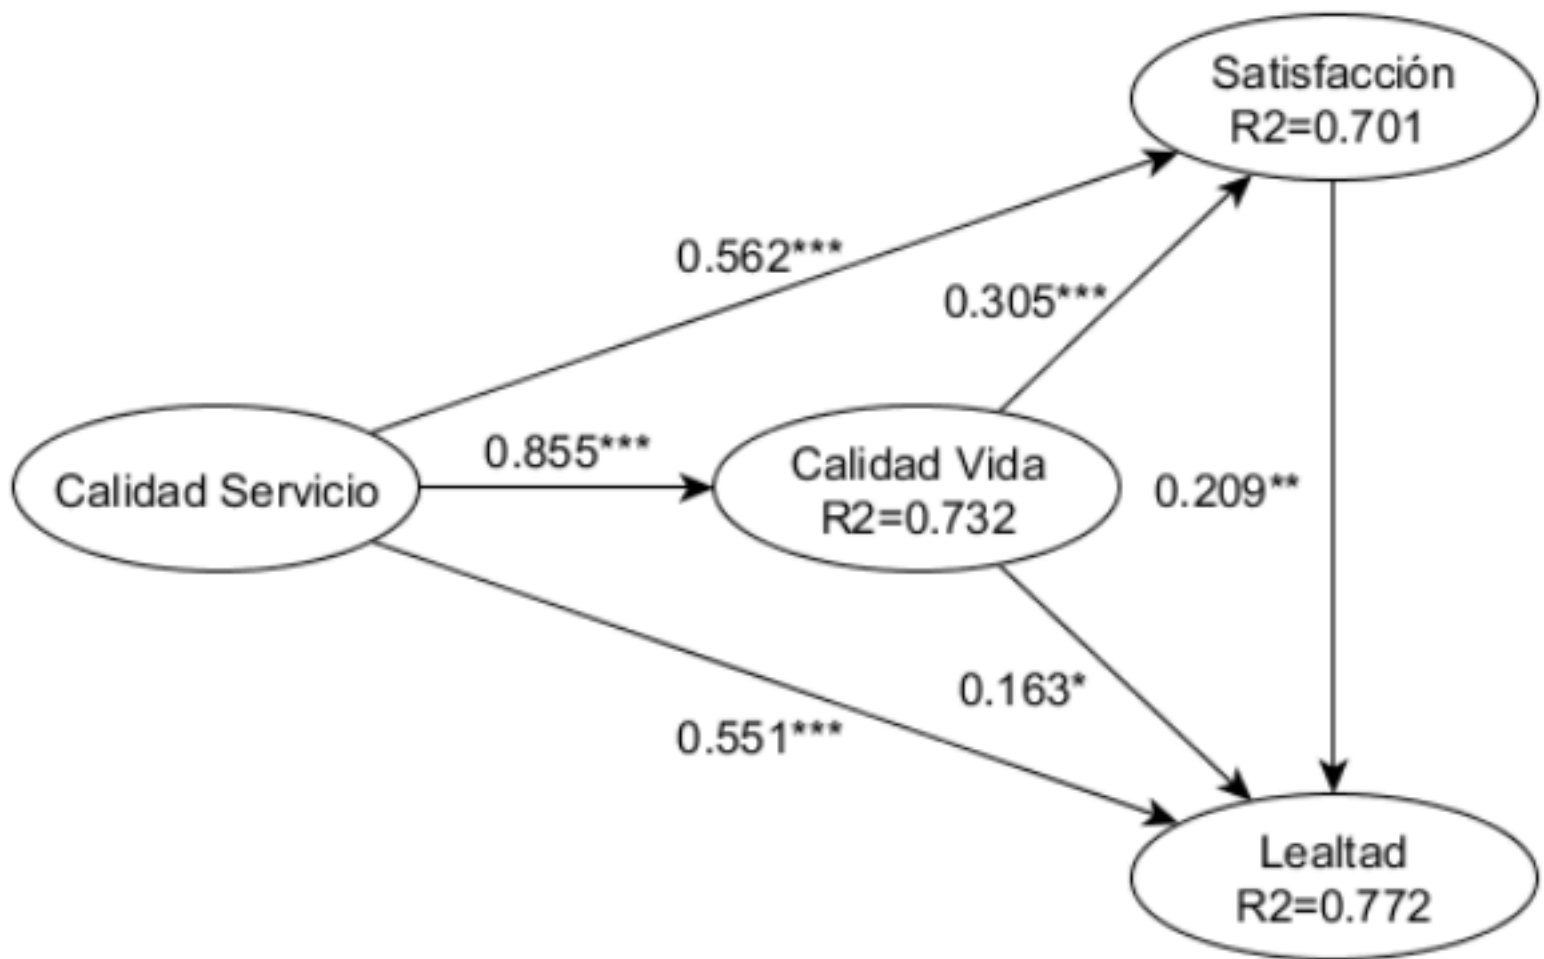 Satisfacción
R2=0.701
0.562***
0.305***
0.855***
Calidad Servicio
Calidad Vida
R2=0.732
0.209**
0.163*
0.551***
Lealtad
R2=0.772